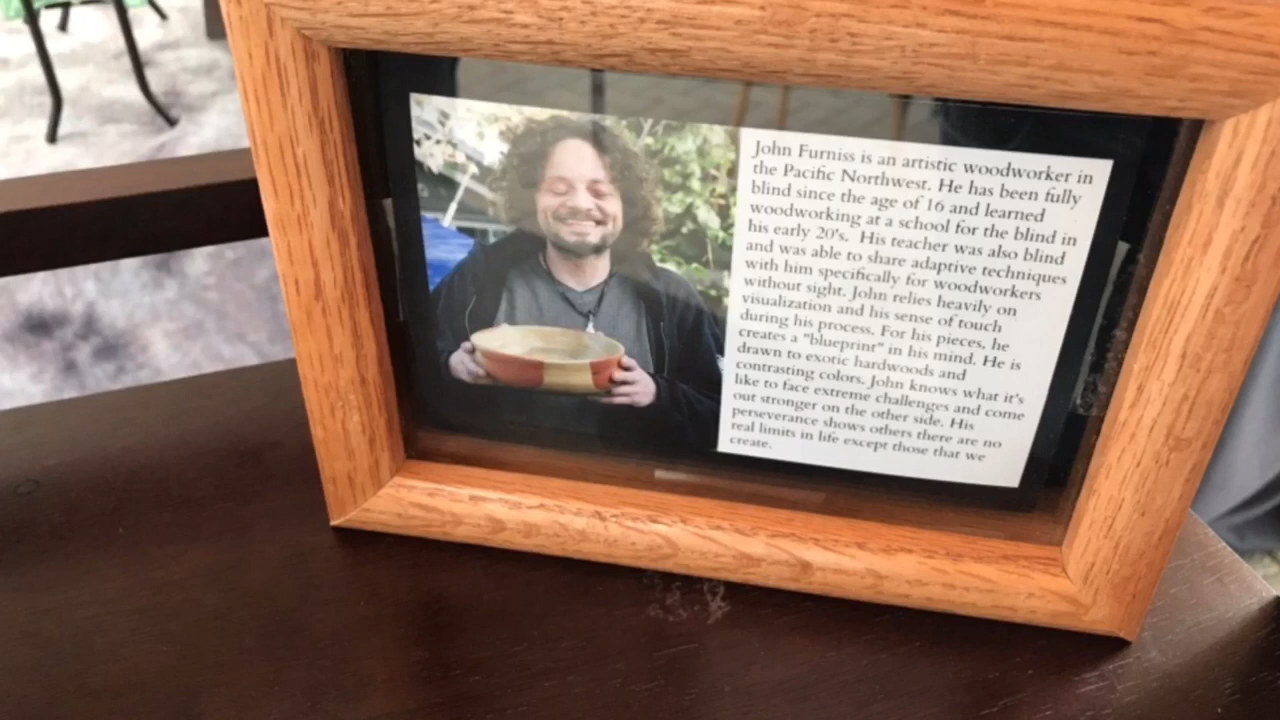 John Furniss is an artistic woodworker in
the Pacific Northwest. He has been fully
blind since the age of 16 and learned
woodworking at a school for the blind in
his early 20's. His teacher was also blind
and was able to share adaptive techniques
with him specifically for woodworkers
without sight. John relies heavily on
visualization and his sense of touch
during his process. For his pieces, he
creates a "blueprint" in his mind. He is
drawn to exotic hardwoods and
contrasting colors. John knows what it's
like to face extreme challenges and come
out stronger on the other side. His
perseverance shows others there are no
real limits in life except those that we
create.